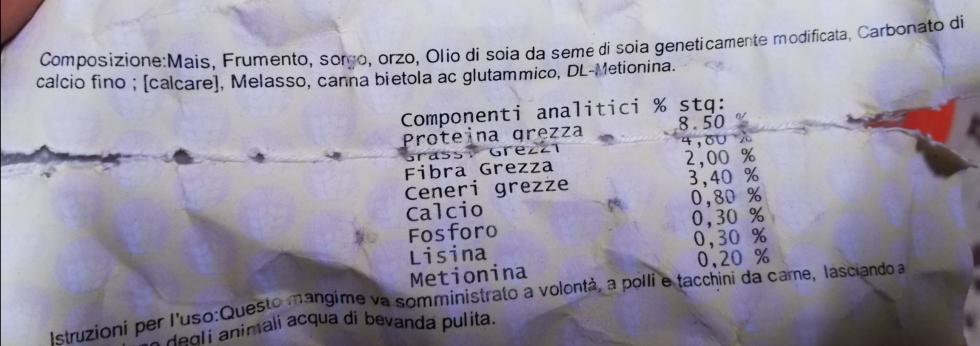 Composizione:Mais, Frumento, sorgo, orzo, Olio di soia da seme di soia geneticamente modificata, Carbonato di
calcio fino ; [calcare], Melasso, canna bietola ac glutammico, DL-Metionina.
Componenti analitici % stq:
Proteina grezza 8.50 %
Grassi Grezzi 4,60 %
Fibra Grezza 2,00 %
Ceneri grezze 3,40 %
Calcio 0,80 %
Fosforo 0,30 %
Lisina 0,30 %
Metionina 0,20 %
Istruzioni per l'uso:Questo mangime va somministrato a volontà, a polli e tacchini da carne, lasciando a
degli animali acqua di bevanda pulita.